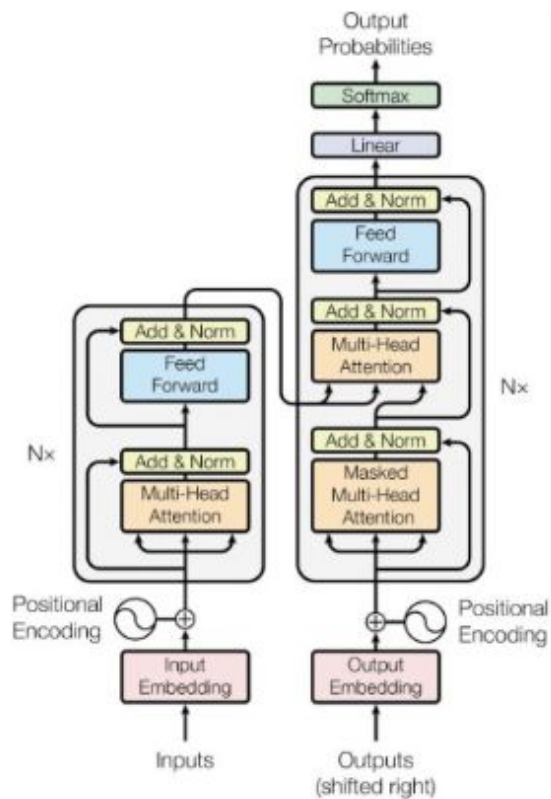 Output
Probabilities
Softmax
Linear
Add & Norm
Feed
Forward
Add & Norm
Multi-Head
Attention
Add & Norm
Masked
Multi-Head
Attention
Nx
Add & Norm
Feed
Forward
Add & Norm
Multi-Head
Attention
Nx
Positional
Encoding
Positional
Encoding
Input
Embedding
Output
Embedding
Inputs
Outputs
(shifted right)